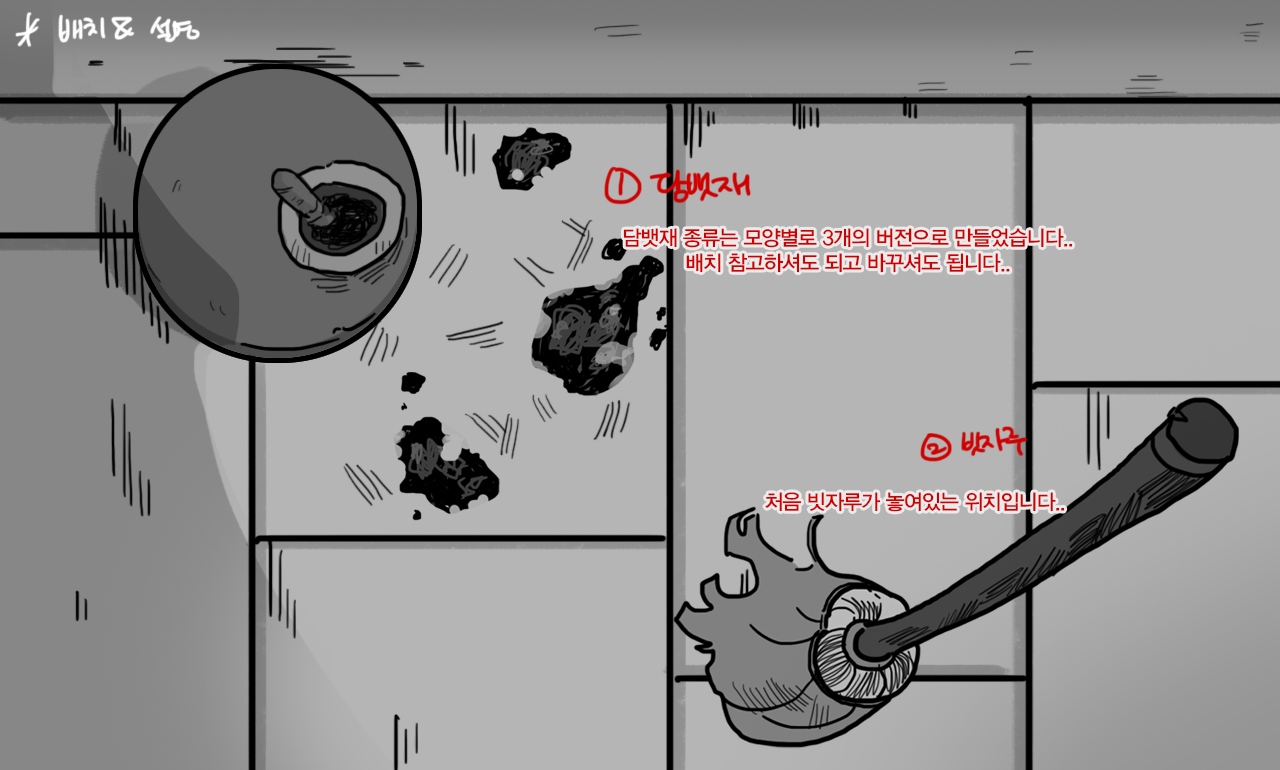 * 배치 & 설명
① 담뱃재
담뱃재 종류는 모양별로 3개의 버전으로 만들었습니다..
배치 참고하셔도 되고 바꾸셔도 됩니다..
② 빗자루
처음 빗자루가 놓여있는 위치입니다..